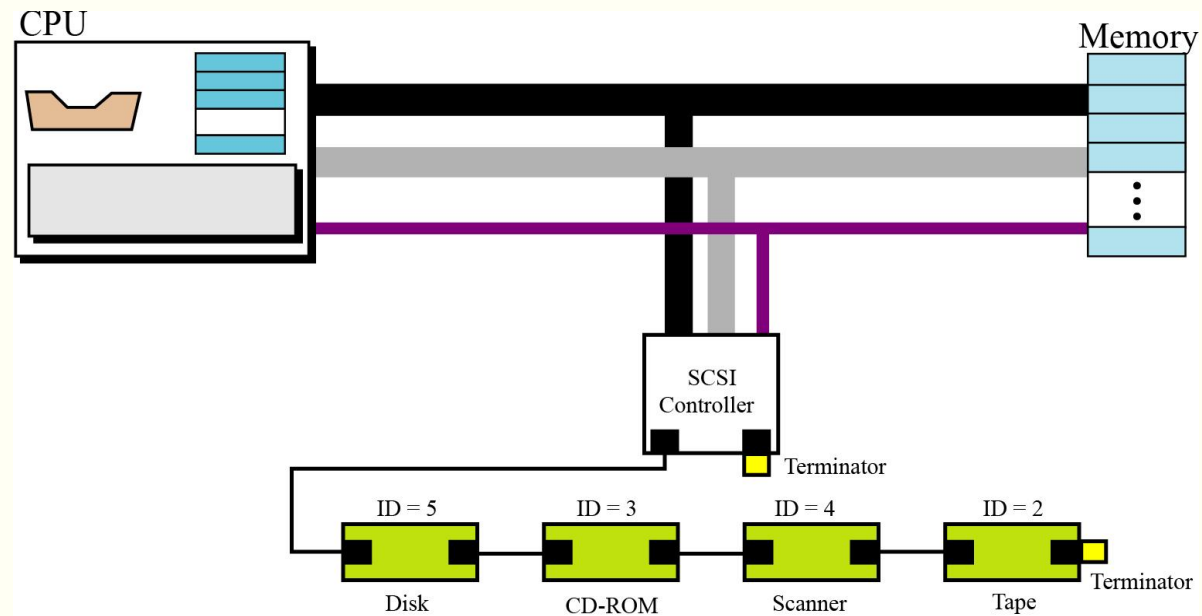 CPU
Memory
SCSI
Controller
Terminator
ID = 5
ID = 3
ID = 4
ID = 2
Disk
CD-ROM
Scanner
Tape
Terminator